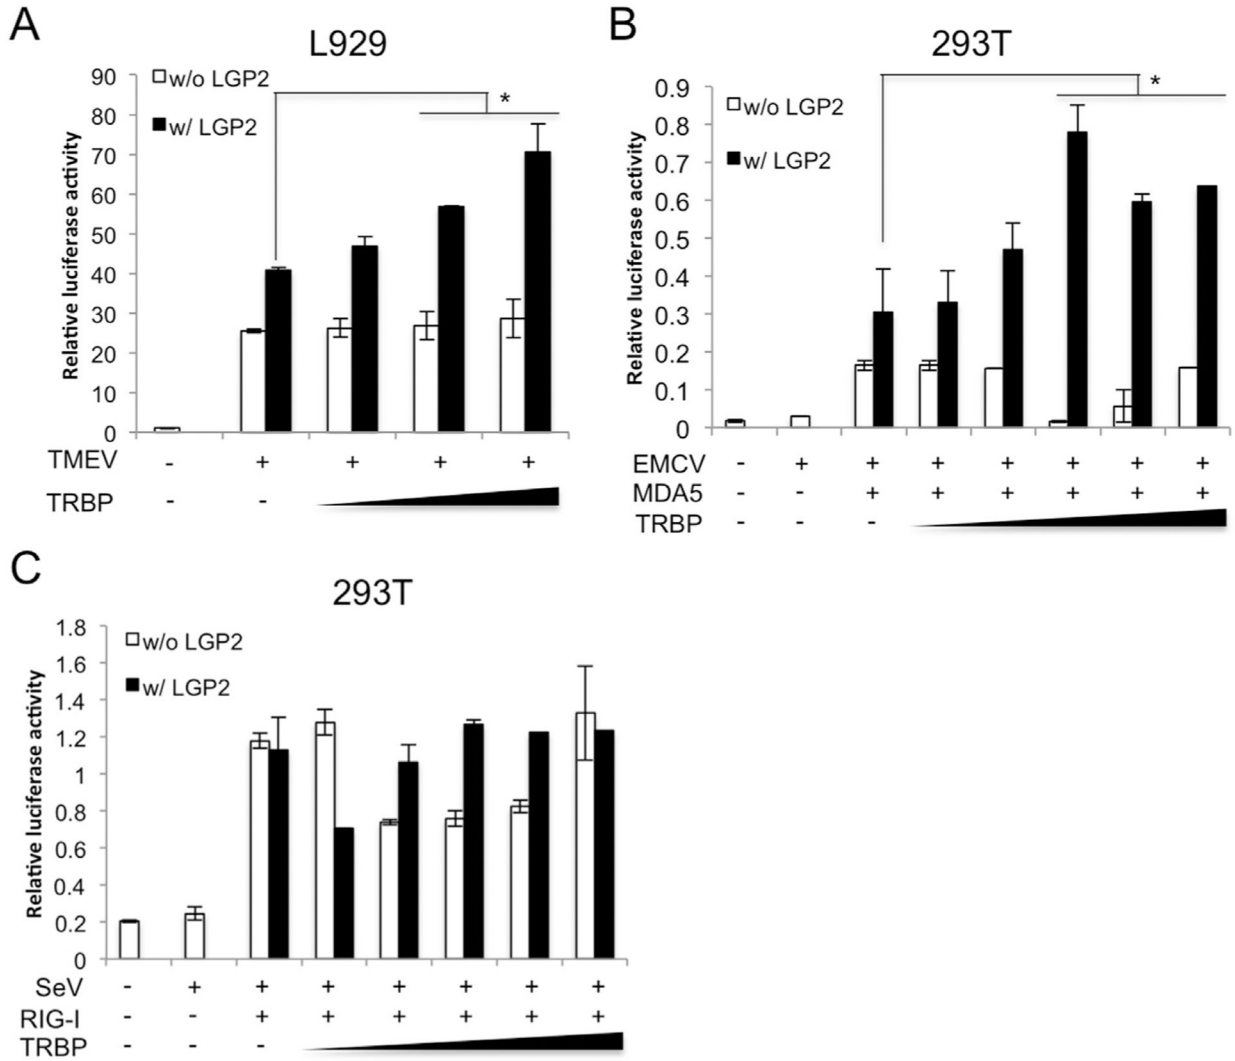 A
L929
Relative luciferase activity
90
80
70
60
50
40
30
20
10
0
w/o LGP2
w/ LGP2
*
TMEV - + + + +
TRBP - -
B
293T
Relative luciferase activity
0.9
0.8
0.7
0.6
0.5
0.4
0.3
0.2
0.1
0
w/o LGP2
w/ LGP2
*
EMCV - + + + + + + +
MDA5 - - + + + + + +
TRBP - - -
C
293T
Relative luciferase activity
1.8
1.6
1.4
1.2
1
0.8
0.6
0.4
0.2
0
w/o LGP2
w/ LGP2
SeV - + + + + + + +
RIG-I - - + + + + + +
TRBP - - -